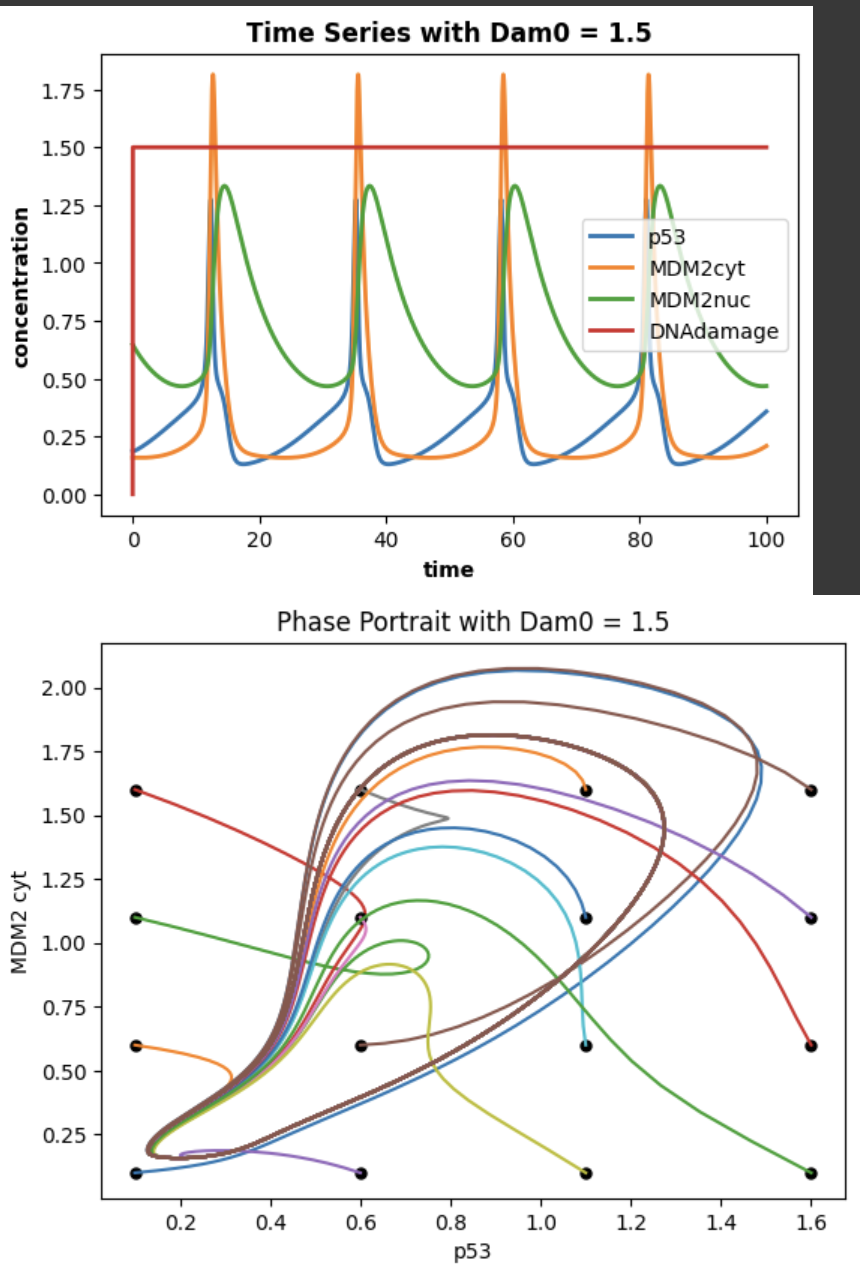 Time Series with Dam0 = 1.5
concentration
1.75
1.50
1.25
1.00
0.75
0.50
0.25
0.00
p53
MDM2cyt
MDM2nuc
DNAdamage
0 20 40 60 80 100
time
Phase Portrait with Dam0 = 1.5
MDM2 cyt
2.00
1.75
1.50
1.25
1.00
0.75
0.50
0.25
0.2 0.4 0.6 0.8 1.0 1.2 1.4 1.6
p53